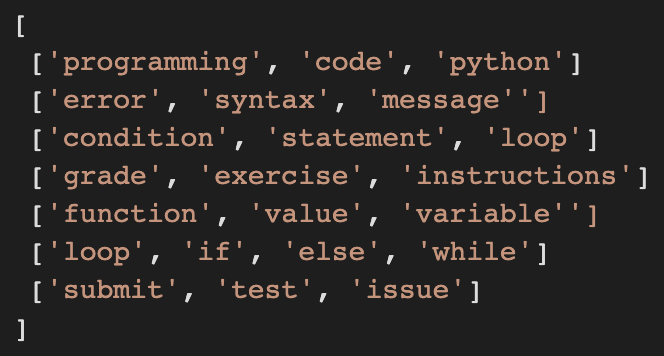 [
['programming', 'code', 'python']
['error', 'syntax', 'message'']
['condition', 'statement', 'loop']
['grade', 'exercise', 'instructions']
['function', 'value', 'variable'']
['loop', 'if', 'else', 'while']
['submit', 'test', 'issue']
]